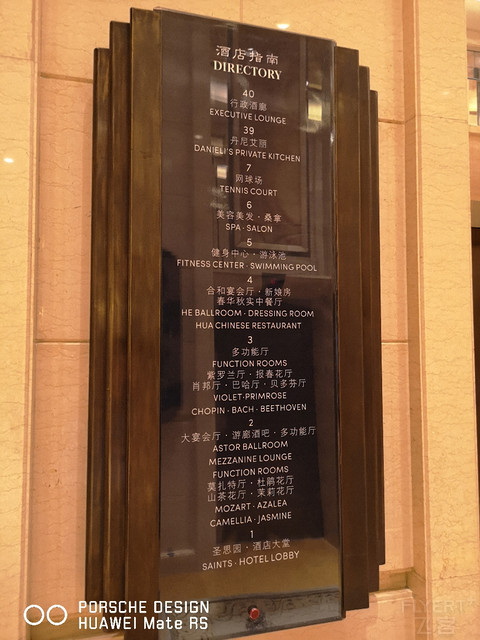 酒店指南
DIRECTORY
40
行政酒廊
EXECUTIVE LOUNGE
39
丹尼艾丽
DANIELI'S PRIVATE KITCHEN
7
网球场
TENNIS COURT
6
美容美发·桑拿
SPA·SALON
5
健身中心·游泳池
FITNESS CENTER·SWIMMING POOL
4
合和宴会厅·新娘房
春华秋实中餐厅
HE BALLROOM·DRESSING ROOM
HUA CHINESE RESTAURANT
3
多功能厅
FUNCTION ROOMS
紫罗兰厅·报春花厅
肖邦厅·巴哈厅·贝多芬厅
VIOLET·PRIMROSE
CHOPIN·BACH·BEETHOVEN
2
大宴会厅·游廊酒吧·多功能厅
ASTOR BALLROOM
MEZZANINE LOUNGE
FUNCTION ROOMS
莫扎特厅·杜鹃花厅
山茶花厅·茉莉花厅
MOZART·AZALEA
CAMELLIA·JASMINE
1
圣思园·酒店大堂
SAINTS·HOTEL LOBBY
PORSCHE DESIGN
HUAWEI Mate RS
FLYERT
飞客